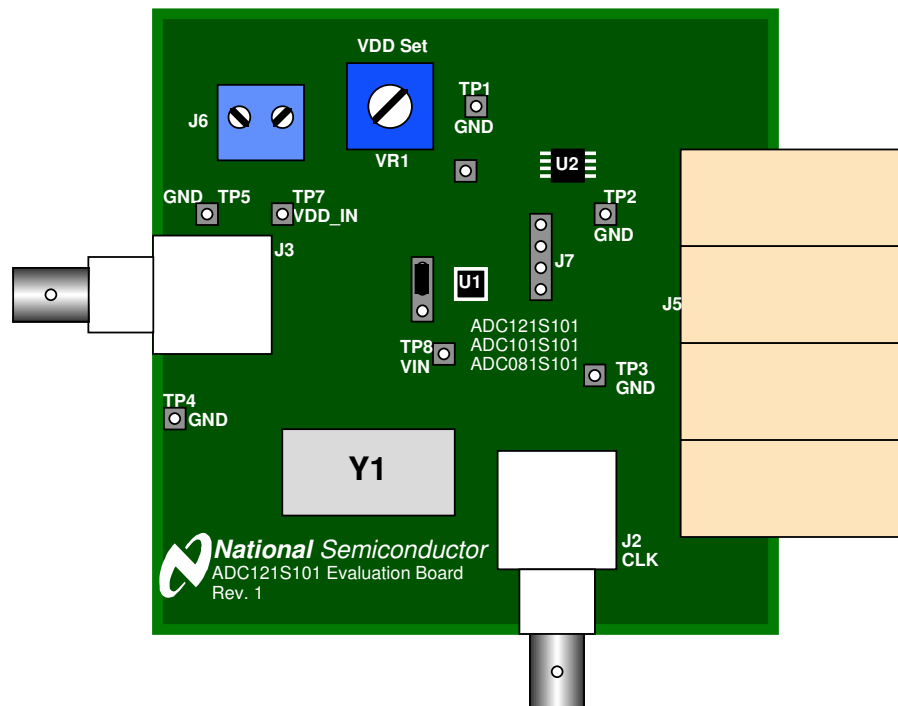 VDD Set
TP1
J6
GND
VR1
U2
GND TP5
TP7
VDD_IN
TP2
GND
J3
J7
U1
J5
ADC121S101
ADC101S101
ADC081S101
TP8
VIN
TP3
GND
TP4
GND
Y1
J2
CLK
National Semiconductor
ADC121S101 Evaluation Board
Rev. 1